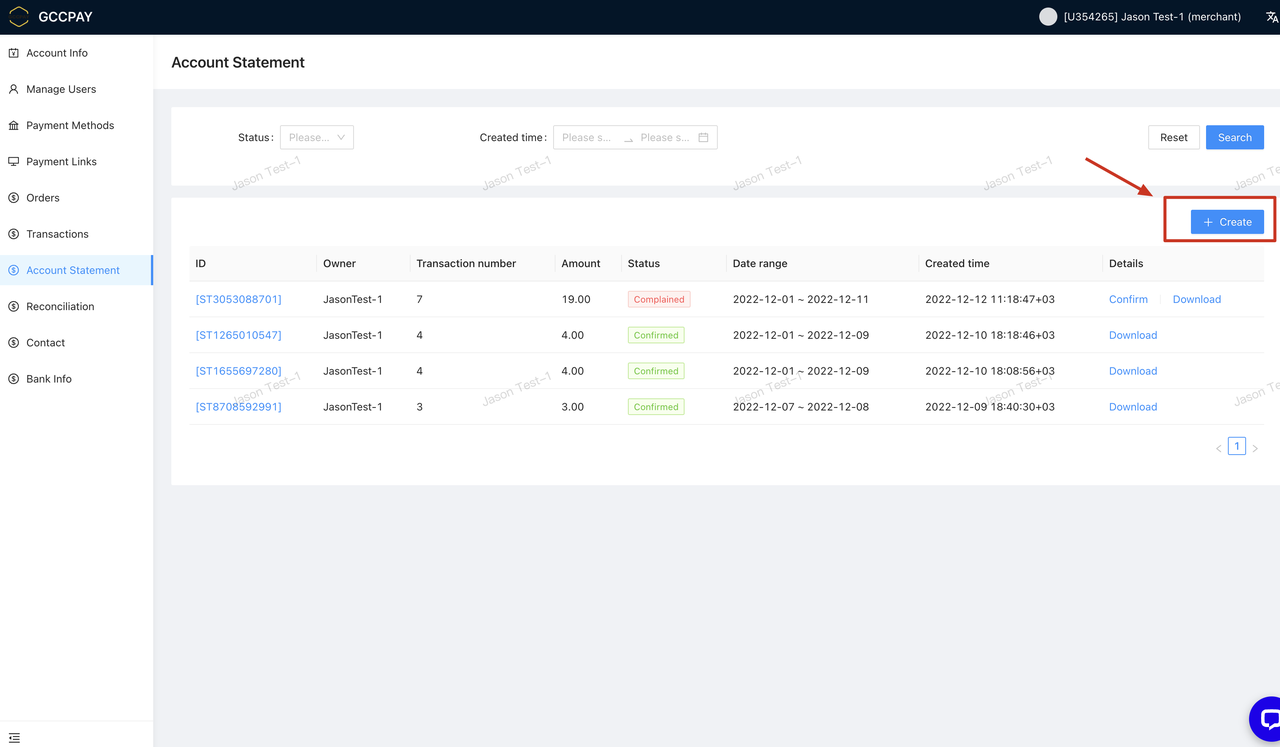 GCCPAY
[U354265] Jason Test-1 (merchant)
Account Info
Manage Users
Payment Methods
Payment Links
Orders
Transactions
Account Statement
Reconciliation
Contact
Bank Info
Account Statement
Status : Please... Created time : Please s... Please s... Reset Search
Jason Test-1 Jason Test-1 Jason Test-1 Jason Test-1 Jason Te
+ Create
ID Owner Transaction number Amount Status Date range Created time Details
[ST3053088701] JasonTest-1 7 19.00 Complained 2022-12-01 ~ 2022-12-11 2022-12-12 11:18:47+03 Confirm Download
[ST1265010547] JasonTest-1 4 4.00 Confirmed 2022-12-01 ~ 2022-12-09 2022-12-10 18:18:46+03 Download
[ST1655697280] JasonTest-1 4 4.00 Confirmed 2022-12-01 ~ 2022-12-09 2022-12-10 18:08:56+03 Download
Jason Test-1 Jason Test-1 Jason Test-1 Jason Test-1 Jason Te
[ST8708592991] JasonTest-1 3 3.00 Confirmed 2022-12-07 ~ 2022-12-08 2022-12-09 18:40:30+03 Download
< 1 >